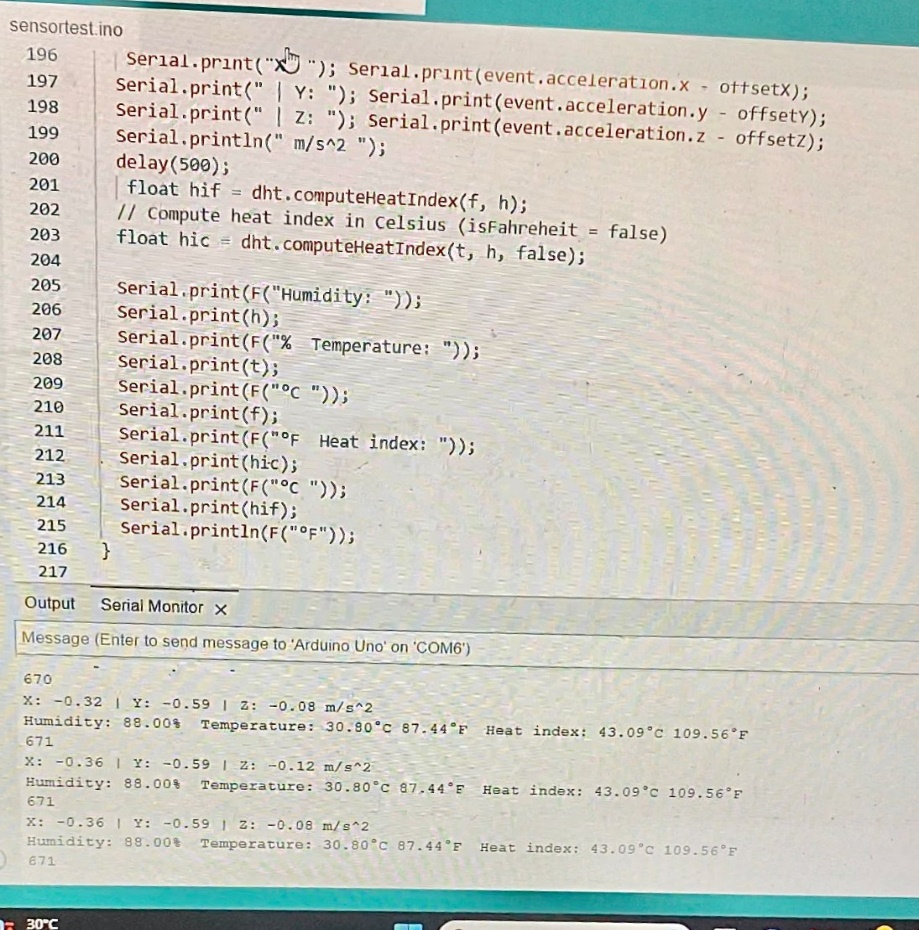 sensortest.ino
196 Serial.print("X "); Serial.print(event.acceleration.x - offsetX);
197 Serial.print(" | Y: "); Serial.print(event.acceleration.y - offsetY);
198 Serial.print(" | Z: "); Serial.print(event.acceleration.z - offsetZ);
199 Serial.println(" m/s^2 ");
200 delay(500);
201 float hif = dht.computeHeatIndex(f, h);
202 // Compute heat index in Celsius (isFahreheit = false)
203 float hic = dht.computeHeatIndex(t, h, false);
204
205 Serial.print(F("Humidity: "));
206 Serial.print(h);
207 Serial.print(F("%  Temperature: "));
208 Serial.print(t);
209 Serial.print(F("°C "));
210 Serial.print(f);
211 Serial.print(F("°F  Heat index: "));
212 Serial.print(hic);
213 Serial.print(F("°C "));
214 Serial.print(hif);
215 Serial.println(F("°F"));
216 }
217
Output Serial Monitor ×
Message (Enter to send message to 'Arduino Uno' on 'COM6')
670
X: -0.32 | Y: -0.59 | Z: -0.08 m/s^2
Humidity: 88.00%  Temperature: 30.80°C 87.44°F  Heat index: 43.09°C 109.56°F
671
X: -0.36 | Y: -0.59 | Z: -0.12 m/s^2
Humidity: 88.00%  Temperature: 30.80°C 87.44°F  Heat index: 43.09°C 109.56°F
671
X: -0.36 | Y: -0.59 | Z: -0.08 m/s^2
Humidity: 88.00%  Temperature: 30.80°C 87.44°F  Heat index: 43.09°C 109.56°F
671
30°C